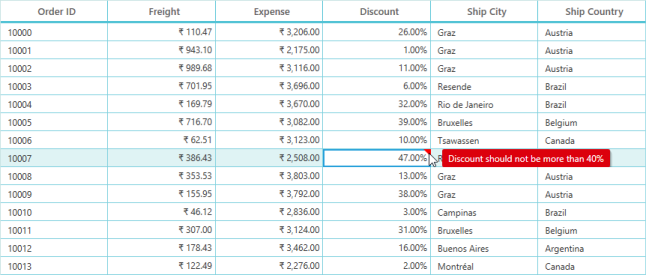 Order ID Freight Expense Discount Ship City Ship Country
10000 ₹ 110.47 ₹ 3,206.00 26.00% Graz Austria
10001 ₹ 943.10 ₹ 2,175.00 1.00% Graz Austria
10002 ₹ 989.68 ₹ 3,116.00 11.00% Graz Austria
10003 ₹ 701.95 ₹ 3,696.00 6.00% Resende Brazil
10004 ₹ 169.79 ₹ 3,670.00 32.00% Rio de Janeiro Brazil
10005 ₹ 716.70 ₹ 3,082.00 39.00% Bruxelles Belgium
10006 ₹ 62.51 ₹ 3,123.00 10.00% Tsawassen Canada
10007 ₹ 386.43 ₹ 2,508.00 47.00% Discount should not be more than 40%
10008 ₹ 353.53 ₹ 3,803.00 13.00% Graz Austria
10009 ₹ 155.95 ₹ 3,792.00 38.00% Graz Austria
10010 ₹ 46.12 ₹ 2,836.00 3.00% Campinas Brazil
10011 ₹ 307.00 ₹ 3,124.00 31.00% Bruxelles Belgium
10012 ₹ 178.43 ₹ 3,462.00 16.00% Buenos Aires Argentina
10013 ₹ 122.49 ₹ 2,276.00 2.00% Montréal Canada